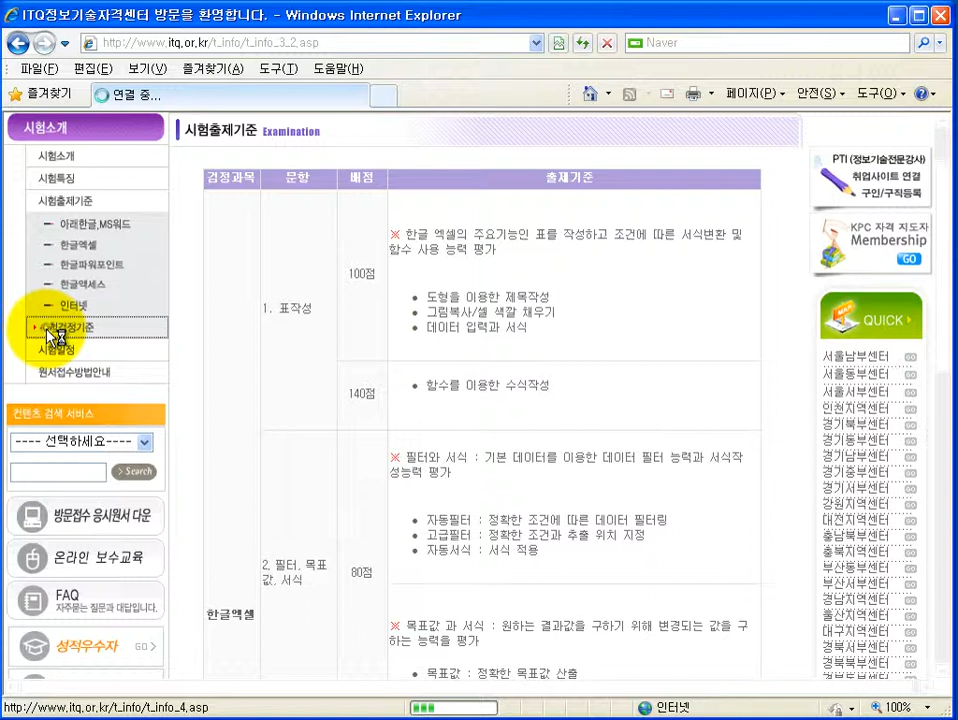 ITQ정보기술자격센터 방문을 환영합니다. - Windows Internet Explorer
http://www.itq.or.kr/t_info/t_info_3_2.asp
Naver
파일(F) 편집(E) 보기(V) 즐겨찾기(A) 도구(T) 도움말(H)
즐겨찾기
연결 중...
페이지(P)
안전(S)
도구(O)
시험소개
시험소개
시험특징
시험출제기준
아래한글,MS워드
한글엑셀
한글파워포인트
한글액세스
인터넷
시험일정
원서접수방법안내
컨텐츠 검색 서비스
---- 선택하세요----
> Search
방문접수 응시원서 다운
온라인 보수교육
FAQ
자주묻는 질문과 대답입니다.
성적우수자 GO >
시험출제기준 Examination
검정과목 문항 배점 출제기준
한글엑셀
1. 표작성
100점
※ 한글 엑셀의 주요기능인 표를 작성하고 조건에 따른 서식변환 및
함수 사용 능력 평가
● 도형을 이용한 제목작성
● 그림복사/셀 색깔 채우기
● 데이터 입력과 서식
140점
● 함수를 이용한 수식작성
2. 필터, 목표
값, 서식
80점
※ 필터와 서식 : 기본 데이터를 이용한 데이터 필터 능력과 서식작
성능력 평가
● 자동필터 : 정확한 조건에 따른 데이터 필터링
● 고급필터 : 정확한 조건과 추출 위치 지정
● 자동서식 : 서식 적용
※ 목표값 과 서식 : 원하는 결과값을 구하기 위해 변경되는 값을 구
하는 능력을 평가
● 목표값 : 정확한 목표값 산출
PTI (정보기술전문강사)
취업사이트 연결
구인/구직등록
KPC 자격 지도자
Membership
GO
QUICK
서울남부센터
서울동부센터
서울서부센터
인천지역센터
경기북부센터
경기동부센터
경기남부센터
경기중부센터
경기서부센터
강원지역센터
대전지역센터
충남북부센터
충북지역센터
부산동부센터
부산서부센터
경남지역센터
울산지역센터
대구지역센터
경북서부센터
경북북부센터
http://www.itq.or.kr/t_info/t_info_4.asp
인터넷
100%